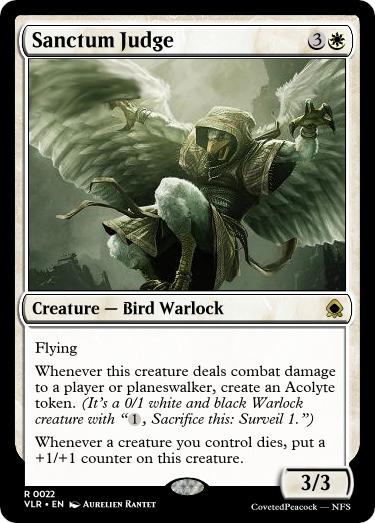 Sanctum Judge 3
Creature — Bird Warlock
Flying
Whenever this creature deals combat damage
to a player or planeswalker, create an Acolyte
token. (It's a 0/1 white and black Warlock
creature with “1, Sacrifice this: Surveil 1.”)
Whenever a creature you control dies, put a
+1/+1 counter on this creature.
3/3
R 0022
VLR • EN Aurelien Rantet
CovetedPeacock — NFS